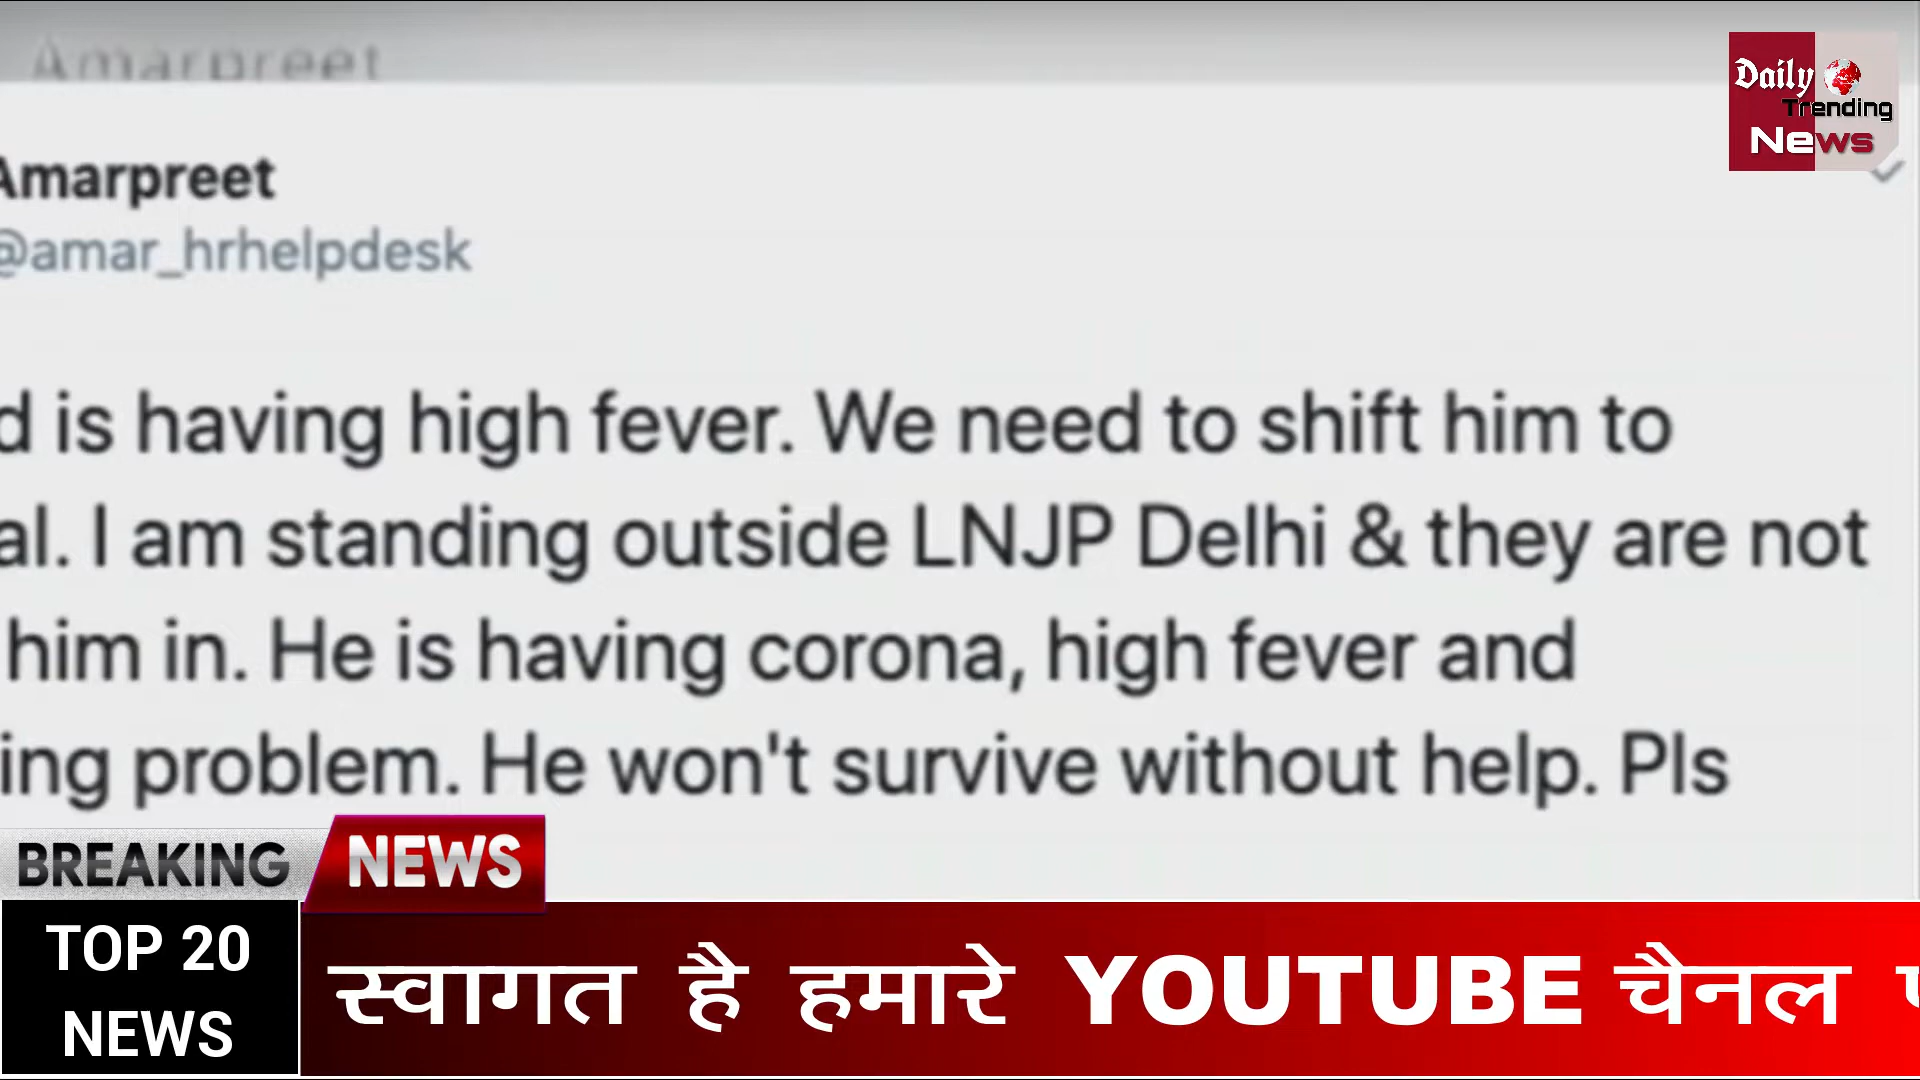 Amarpreet
Daily
Trending
News
Amarpreet
@amar_hrhelpdesk
d is having high fever. We need to shift him to
al. I am standing outside LNJP Delhi & they are not
him in. He is having corona, high fever and
ing problem. He won't survive without help. Pls
BREAKING NEWS
TOP 20
NEWS
स्वागत है हमारे YOUTUBE चैनल